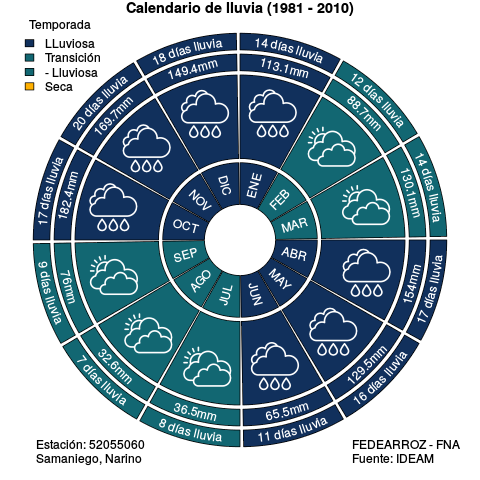 Calendario de lluvia (1981 - 2010)
Temporada
LLuviosa
Transición
- Lluviosa
Seca
14 días lluvia
113.1mm
ENE
12 días lluvia
88.7mm
FEB
14 días lluvia
130.1mm
MAR
17 días lluvia
154mm
ABR
16 días lluvia
129.5mm
MAY
11 días lluvia
65.5mm
JUN
8 días lluvia
36.5mm
JUL
7 días lluvia
32.6mm
AGO
9 días lluvia
76mm
SEP
17 días lluvia
182.4mm
OCT
20 días lluvia
169.7mm
NOV
18 días lluvia
149.4mm
DIC
Estación: 52055060
Samaniego, Narino
FEDEARROZ - FNA
Fuente: IDEAM